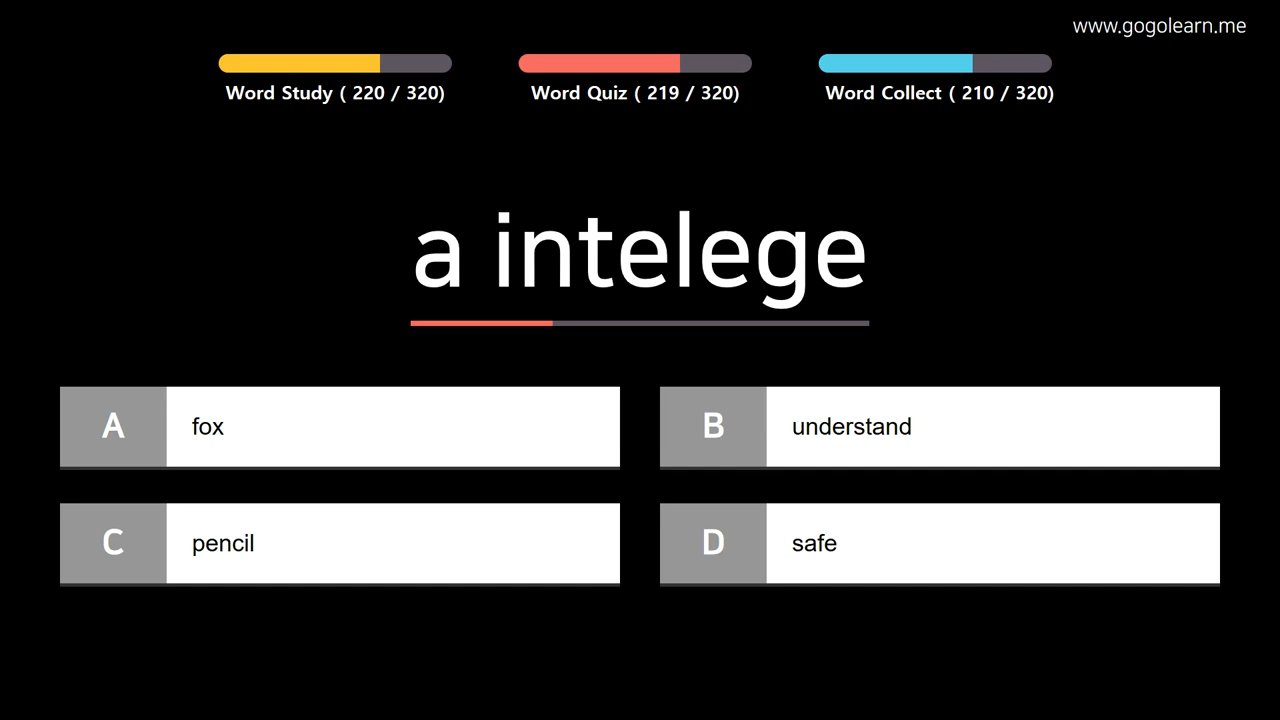 www.gogolearn.me
Word Study ( 220 / 320)
Word Quiz ( 219 / 320)
Word Collect ( 210 / 320)
a intelege
A fox
B understand
C pencil
D safe